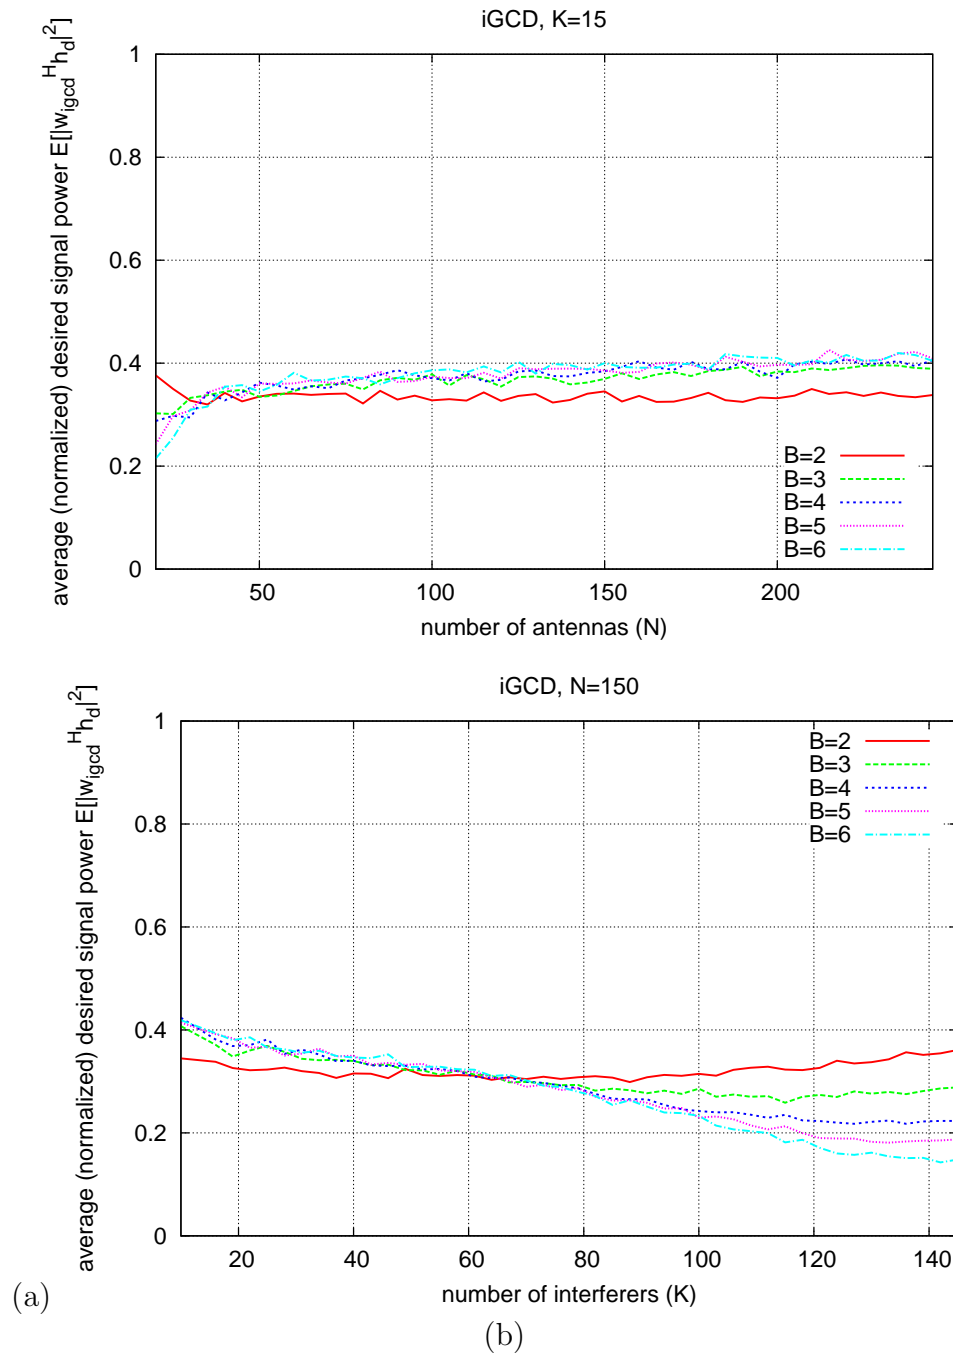 iGCD, K=15
average (normalized) desired signal power E[|w_igcd^H h_d|^2]
1
0.8
0.6
0.4
0.2
0
B=2
B=3
B=4
B=5
B=6
50 100 150 200
number of antennas (N)
iGCD, N=150
average (normalized) desired signal power E[|w_igcd^H h_d|^2]
1
0.8
0.6
0.4
0.2
0
B=2
B=3
B=4
B=5
B=6
20 40 60 80 100 120 140
number of interferers (K)
(a)
(b)